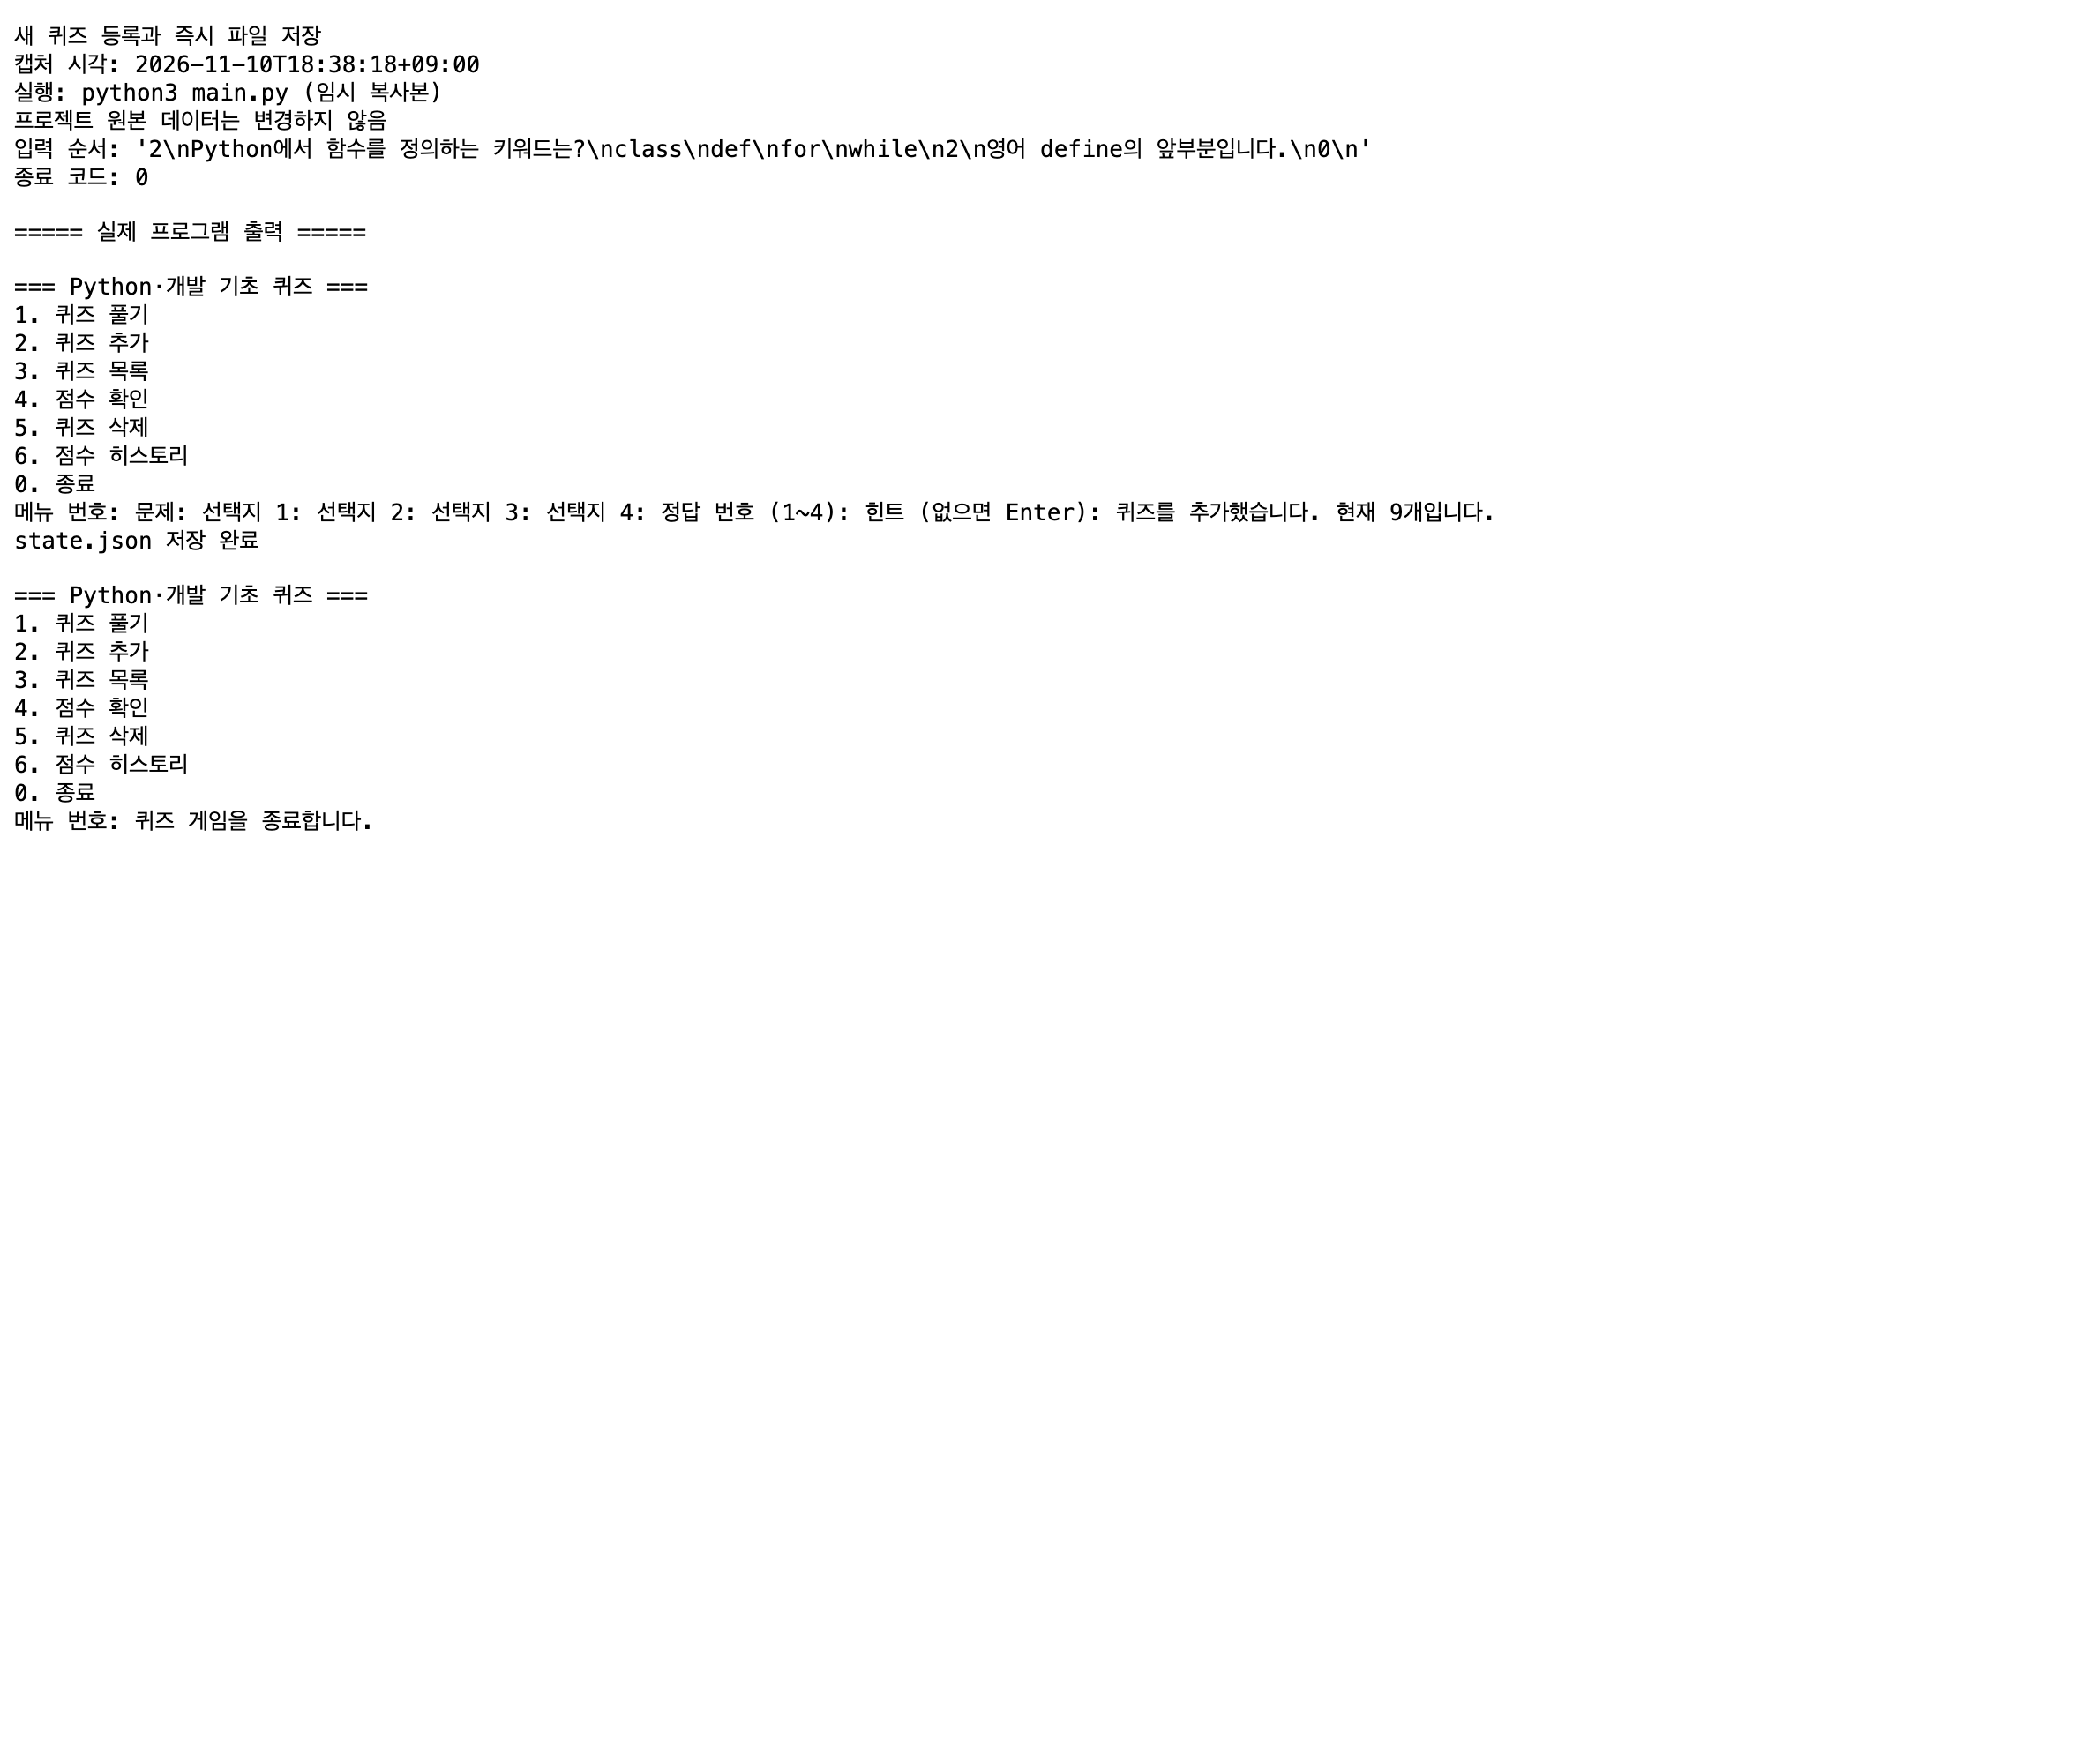 새 퀴즈 등록과 즉시 파일 저장
캡처 시각: 2026-11-10T18:38:18+09:00
실행: python3 main.py (임시 복사본)
프로젝트 원본 데이터는 변경하지 않음
입력 순서: '2\nPython에서 함수를 정의하는 키워드는?\nclass\ndef\nfor\nwhile\n2\n영어 define의 앞부분입니다.\n0\n'
종료 코드: 0
===== 실제 프로그램 출력 =====
=== Python·개발 기초 퀴즈 ===
1. 퀴즈 풀기
2. 퀴즈 추가
3. 퀴즈 목록
4. 점수 확인
5. 퀴즈 삭제
6. 점수 히스토리
0. 종료
메뉴 번호: 문제: 선택지 1: 선택지 2: 선택지 3: 선택지 4: 정답 번호 (1~4): 힌트 (없으면 Enter): 퀴즈를 추가했습니다. 현재 9개입니다.
state.json 저장 완료
=== Python·개발 기초 퀴즈 ===
1. 퀴즈 풀기
2. 퀴즈 추가
3. 퀴즈 목록
4. 점수 확인
5. 퀴즈 삭제
6. 점수 히스토리
0. 종료
메뉴 번호: 퀴즈 게임을 종료합니다.